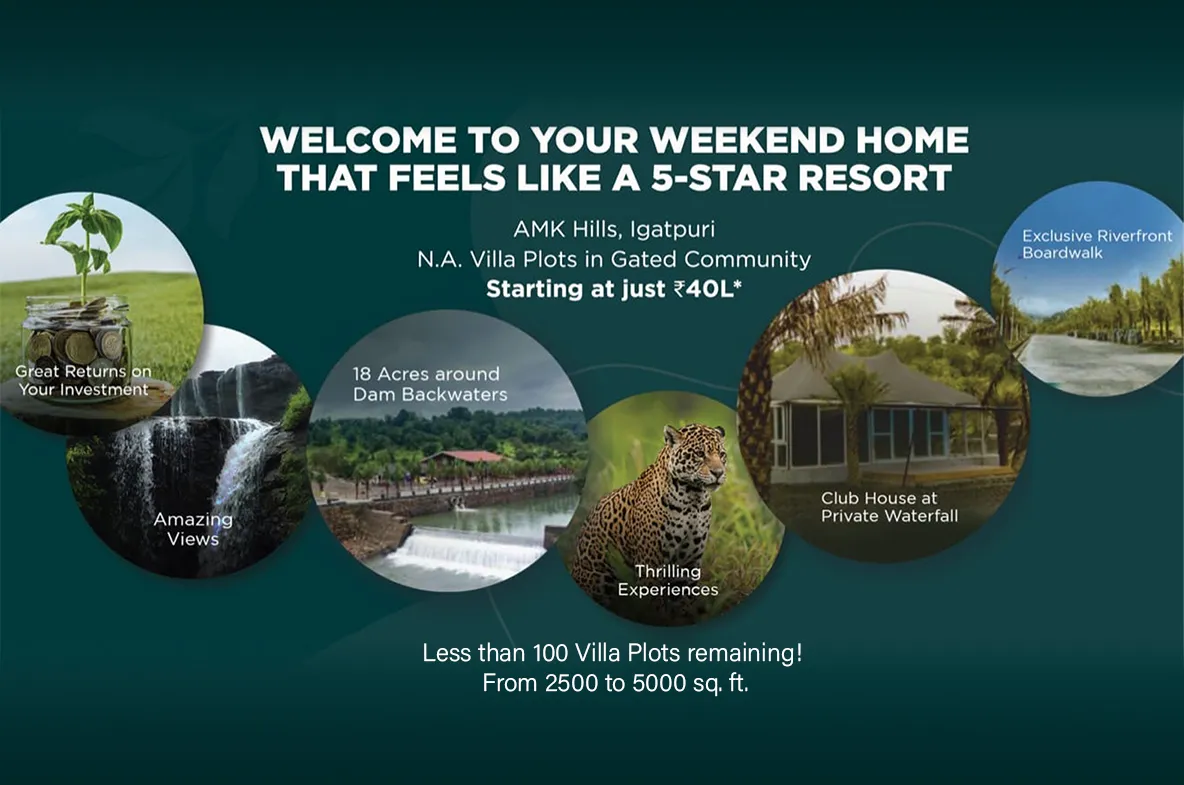 WELCOME TO YOUR WEEKEND HOME
THAT FEELS LIKE A 5-STAR RESORT
AMK Hills, Igatpuri
N.A. Villa Plots in Gated Community
Starting at just ₹40L*
Great Returns on
Your Investment
Amazing
Views
18 Acres around
Dam Backwaters
Thrilling
Experiences
Club House at
Private Waterfall
Exclusive Riverfront
Boardwalk
Less than 100 Villa Plots remaining!
From 2500 to 5000 sq. ft.